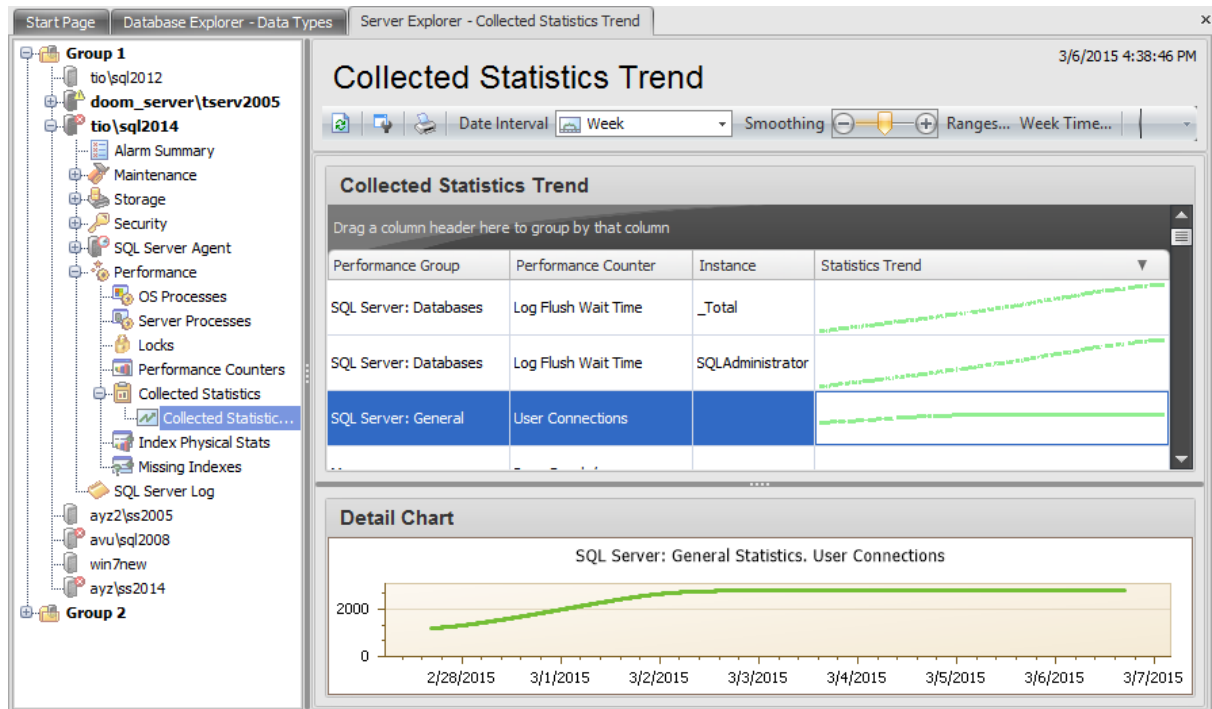 Start Page
Database Explorer - Data Types
Server Explorer - Collected Statistics Trend
x
Group 1
tio\sql2012
doom_server\tserv2005
tio\sql2014
Alarm Summary
Maintenance
Storage
Security
SQL Server Agent
Performance
OS Processes
Server Processes
Locks
Performance Counters
Collected Statistics
Collected Statistic...
Index Physical Stats
Missing Indexes
SQL Server Log
ayz2\ss2005
avu\sql2008
win7new
ayz\ss2014
Group 2
3/6/2015 4:38:46 PM
Collected Statistics Trend
Date Interval Week Smoothing Ranges... Week Time...
Collected Statistics Trend
Drag a column header here to group by that column
Performance Group Performance Counter Instance Statistics Trend
SQL Server: Databases Log Flush Wait Time _Total
SQL Server: Databases Log Flush Wait Time SQLAdministrator
SQL Server: General User Connections
Detail Chart
SQL Server: General Statistics. User Connections
2000
0
2/28/2015 3/1/2015 3/2/2015 3/3/2015 3/4/2015 3/5/2015 3/6/2015 3/7/2015